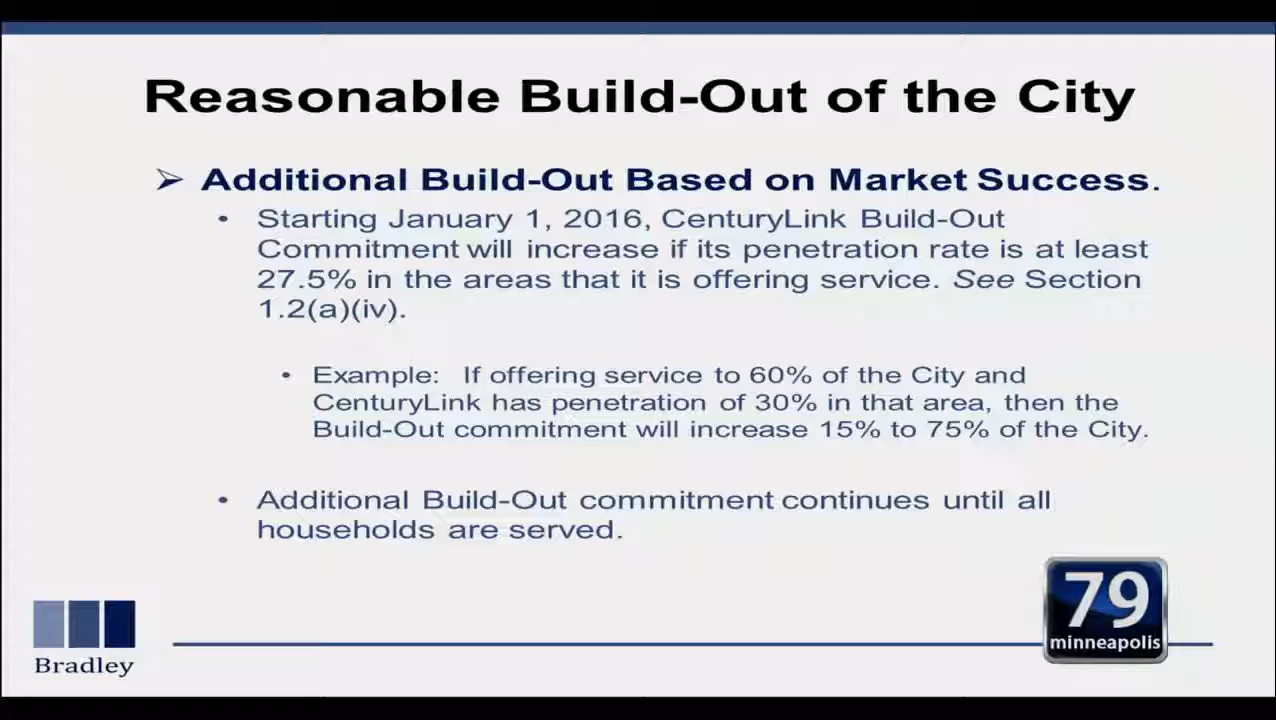 Reasonable Build-Out of the City
➢ Additional Build-Out Based on Market Success.
• Starting January 1, 2016, CenturyLink Build-Out
Commitment will increase if its penetration rate is at least
27.5% in the areas that it is offering service. See Section
1.2(a)(iv).
• Example: If offering service to 60% of the City and
CenturyLink has penetration of 30% in that area, then the
Build-Out commitment will increase 15% to 75% of the City.
• Additional Build-Out commitment continues until all
households are served.
79
minneapolis
Bradley